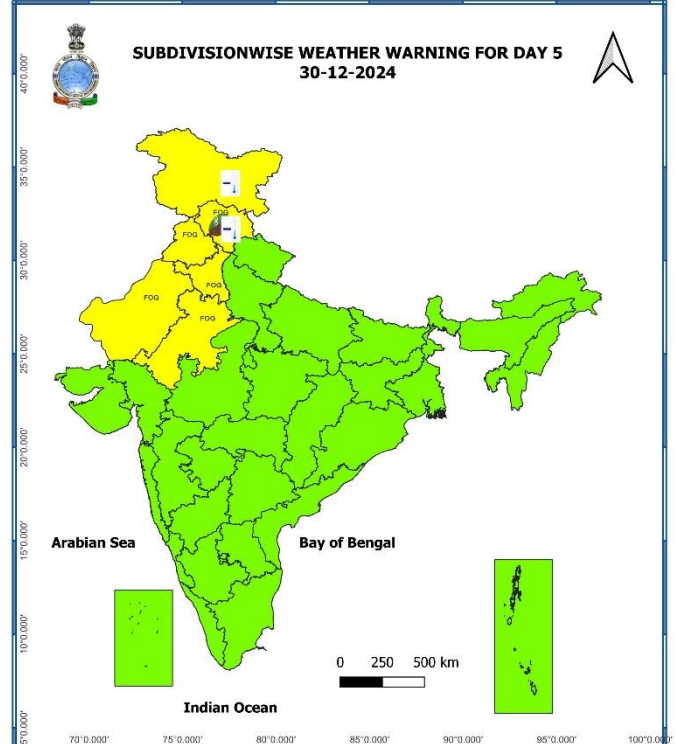 SUBDIVISIONWISE WEATHER WARNING FOR DAY 5
30-12-2024
40°0.000'
35°0.000'
30°0.000'
25°0.000'
20°0.000'
15°0.000'
10°0.000'
5°0.000'
FOG
FOG
FOG
FOG
FOG
Arabian Sea
Bay of Bengal
0 250 500 km
Indian Ocean
70°0.000' 75°0.000' 80°0.000' 85°0.000' 90°0.000' 95°0.000' 100°0.000'